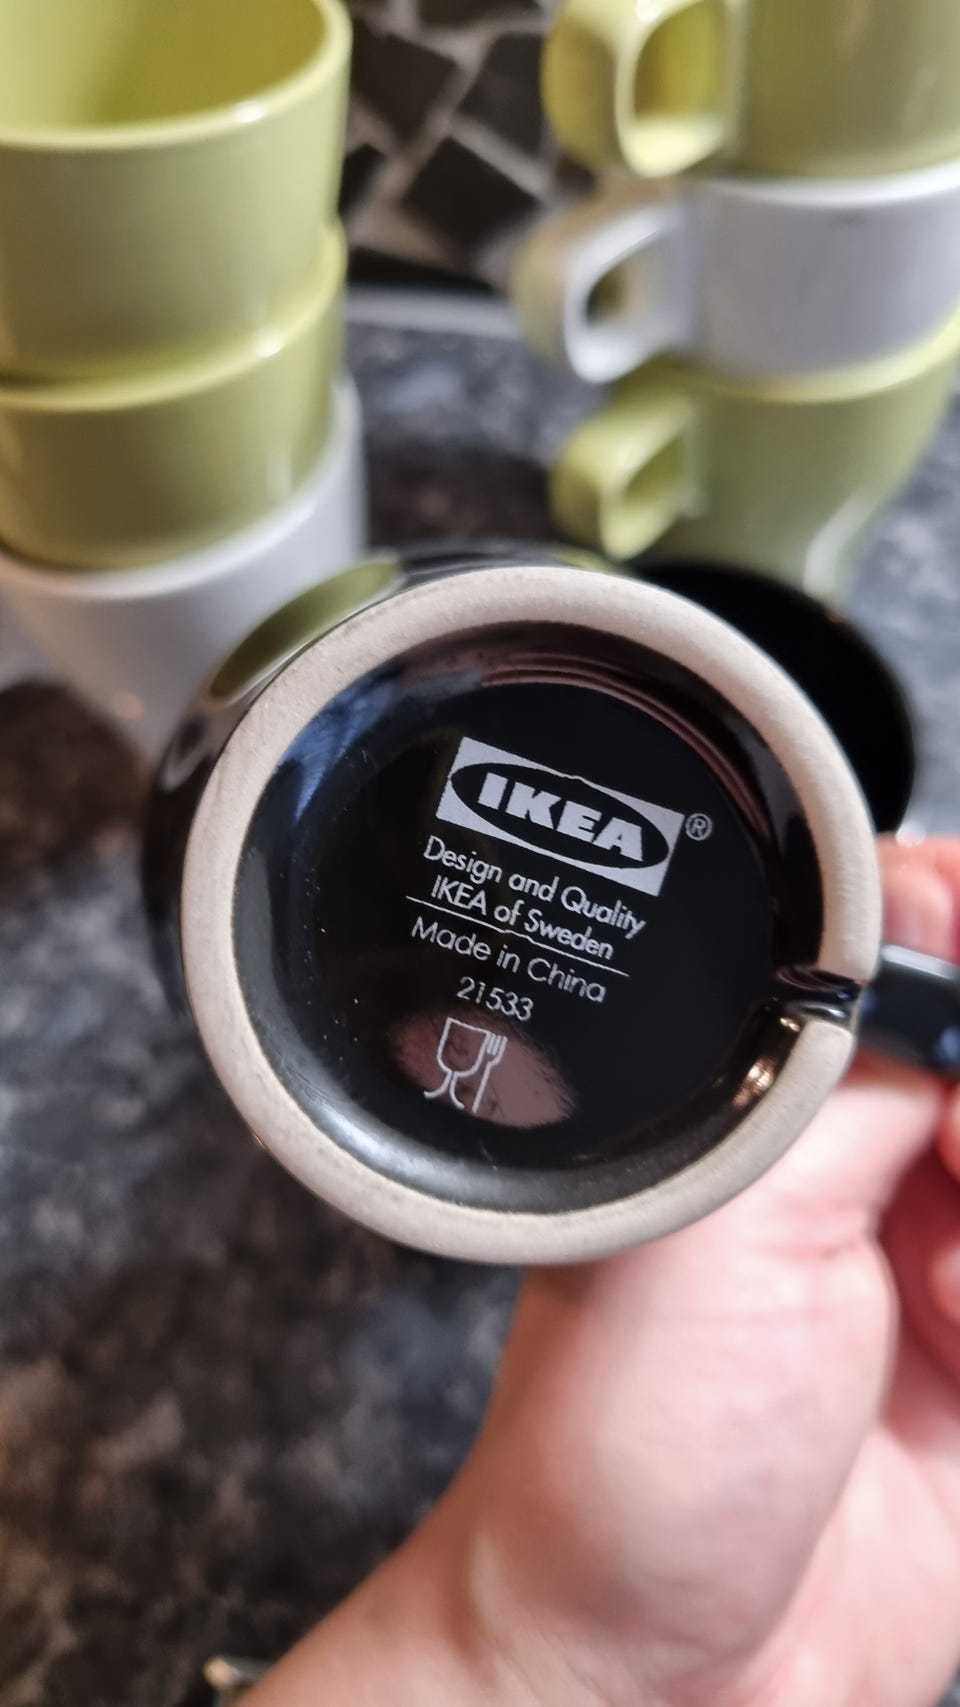 IKEA®
Design and Quality
IKEA of Sweden
Made in China
21533